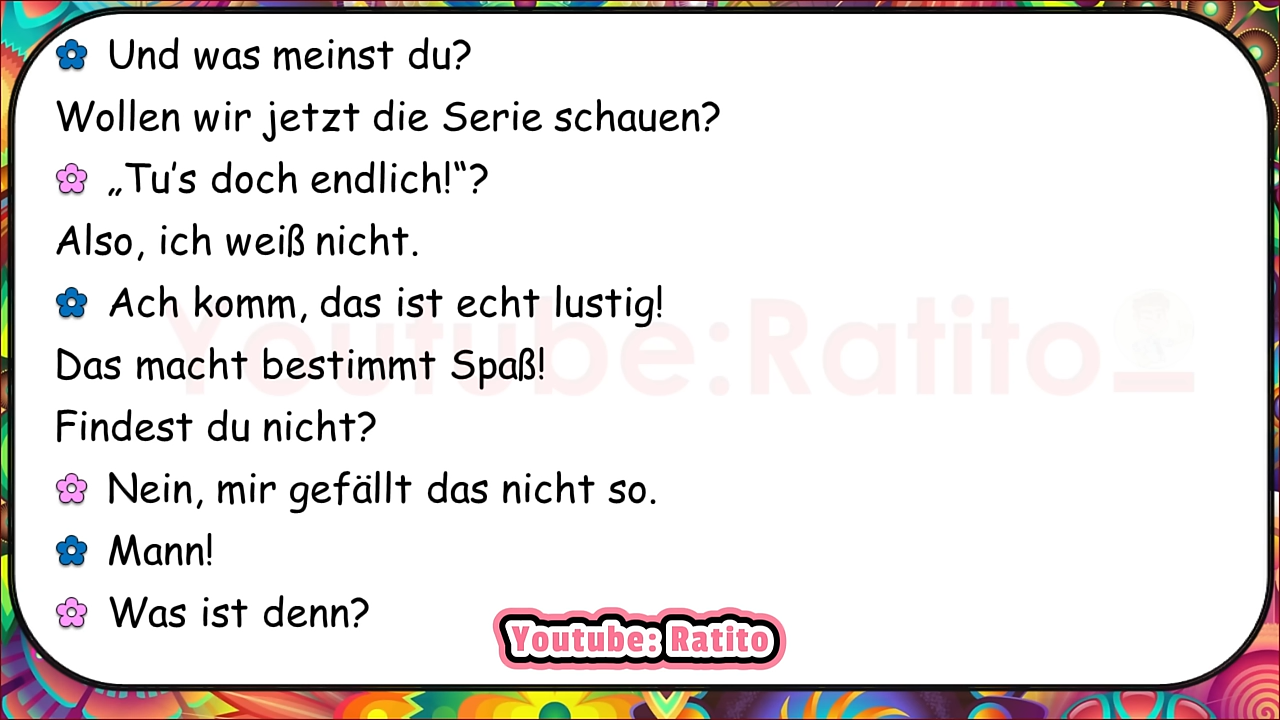 Und was meinst du?
Wollen wir jetzt die Serie schauen?
„Tu's doch endlich!“?
Also, ich weiß nicht.
Ach komm, das ist echt lustig!
Das macht bestimmt Spaß!
Findest du nicht?
Nein, mir gefällt das nicht so.
Mann!
Was ist denn?
Youtube:Ratito
Youtube: Ratito